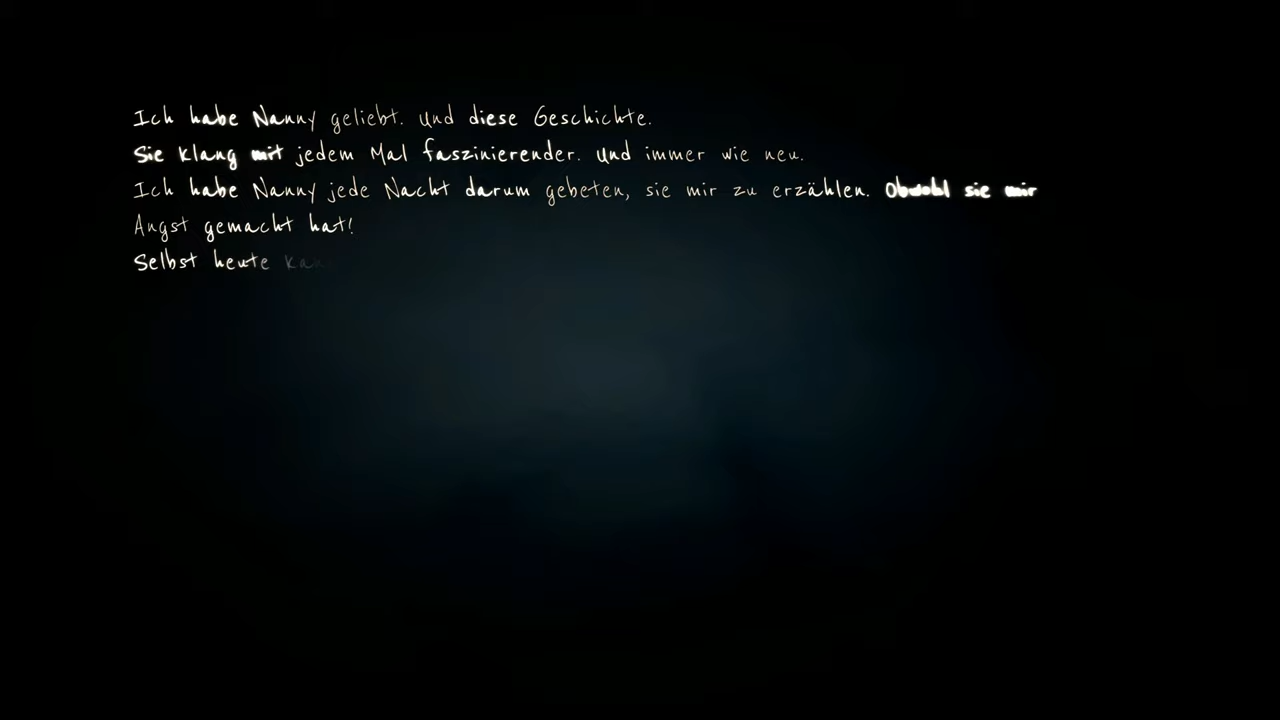 Ich habe Nanny geliebt. Und diese Geschichte.
Sie klang mit jedem Mal faszinierender. Und immer wie neu.
Ich habe Nanny jede Nacht darum gebeten, sie mir zu erzählen. Obwohl sie mir
Angst gemacht hat!
Selbst heute